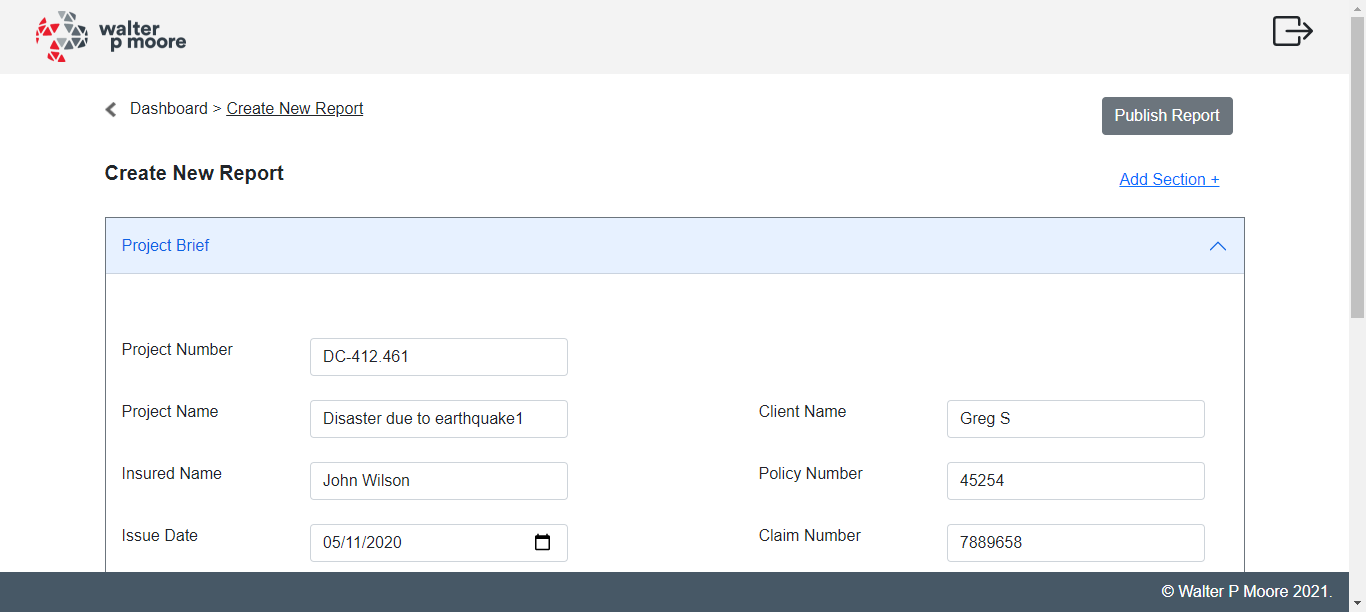 walter
p moore
Dashboard > Create New Report
Publish Report
Create New Report
Add Section +
Project Brief
Project Number
DC-412.461
Project Name
Disaster due to earthquake1
Client Name
Greg S
Insured Name
John Wilson
Policy Number
45254
Issue Date
05/11/2020
Claim Number
7889658
© Walter P Moore 2021.